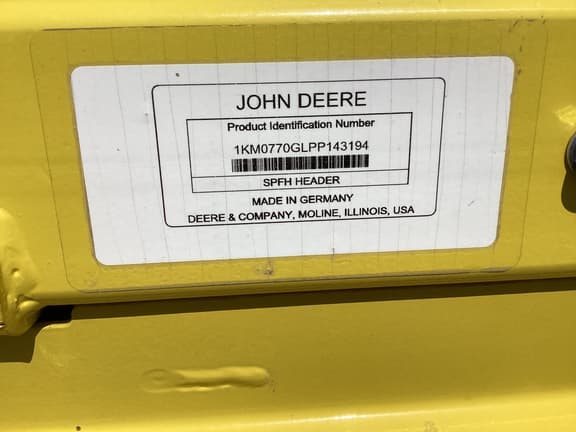 JOHN DEERE
Product Identification Number
1KM0770GLPP143194
SPFH HEADER
MADE IN GERMANY
DEERE & COMPANY, MOLINE, ILLINOIS, USA